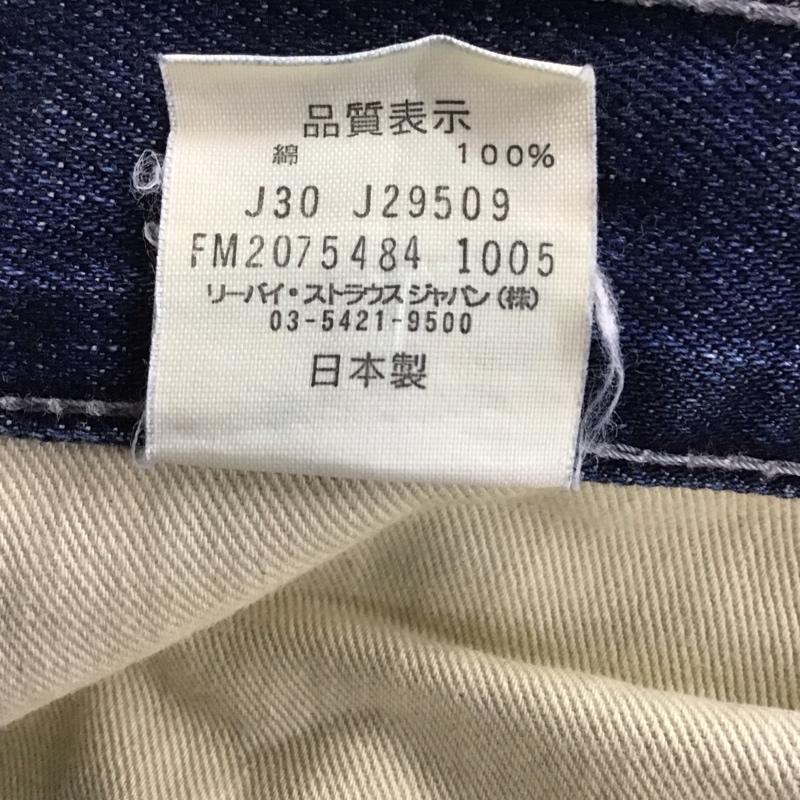 品質表示
綿 100%
J30 J29509
FM2075484 1005
リーバイ・ストラウス ジャパン(株)
03-5421-9500
日本製